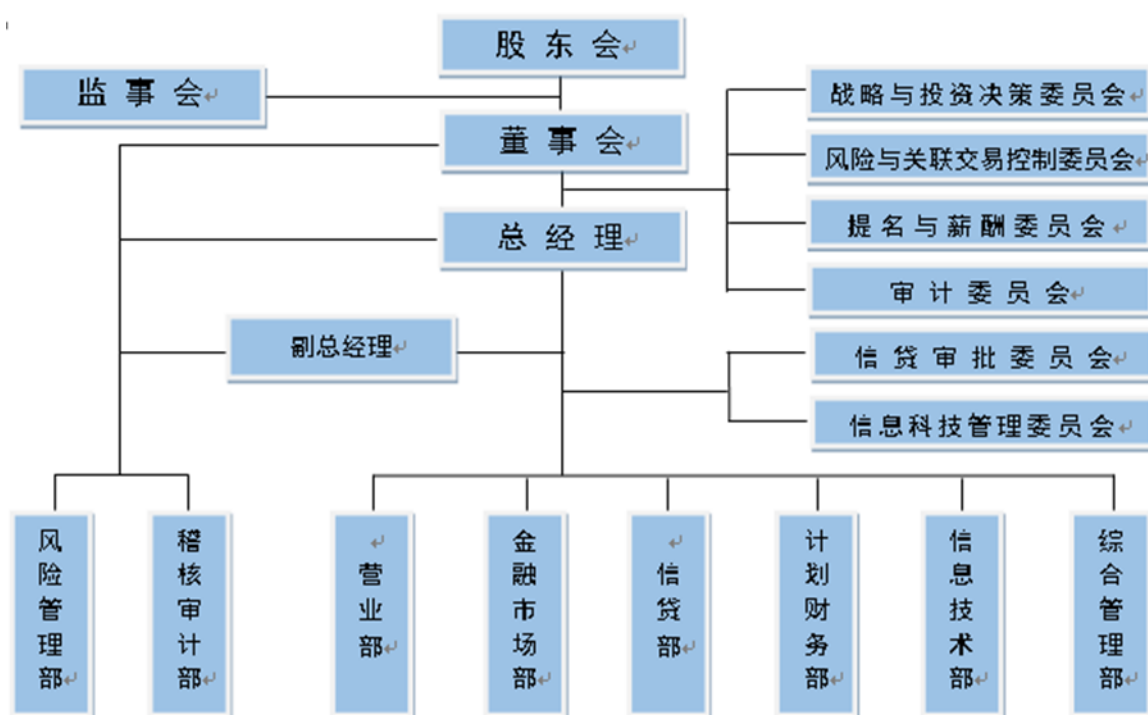 股东会
监事会
战略与投资决策委员会
董事会
风险与关联交易控制委员会
提名与薪酬委员会
总经理
审计委员会
副总经理
信贷审批委员会
信息科技管理委员会
风险管理部
稽核审计部
营业部
金融市场部
信贷部
计划财务部
信息技术部
综合管理部